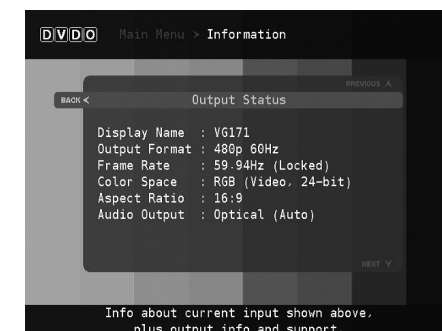 DVDO Main Menu > Information
PREVIOUS
BACK < Output Status
Display Name : VG171
Output Format : 480p 60Hz
Frame Rate : 59.94Hz (Locked)
Color Space : RGB (Video, 24-bit)
Aspect Ratio : 16:9
Audio Output : Optical (Auto)
NEXT
Info about current input shown above,
plus output info and support